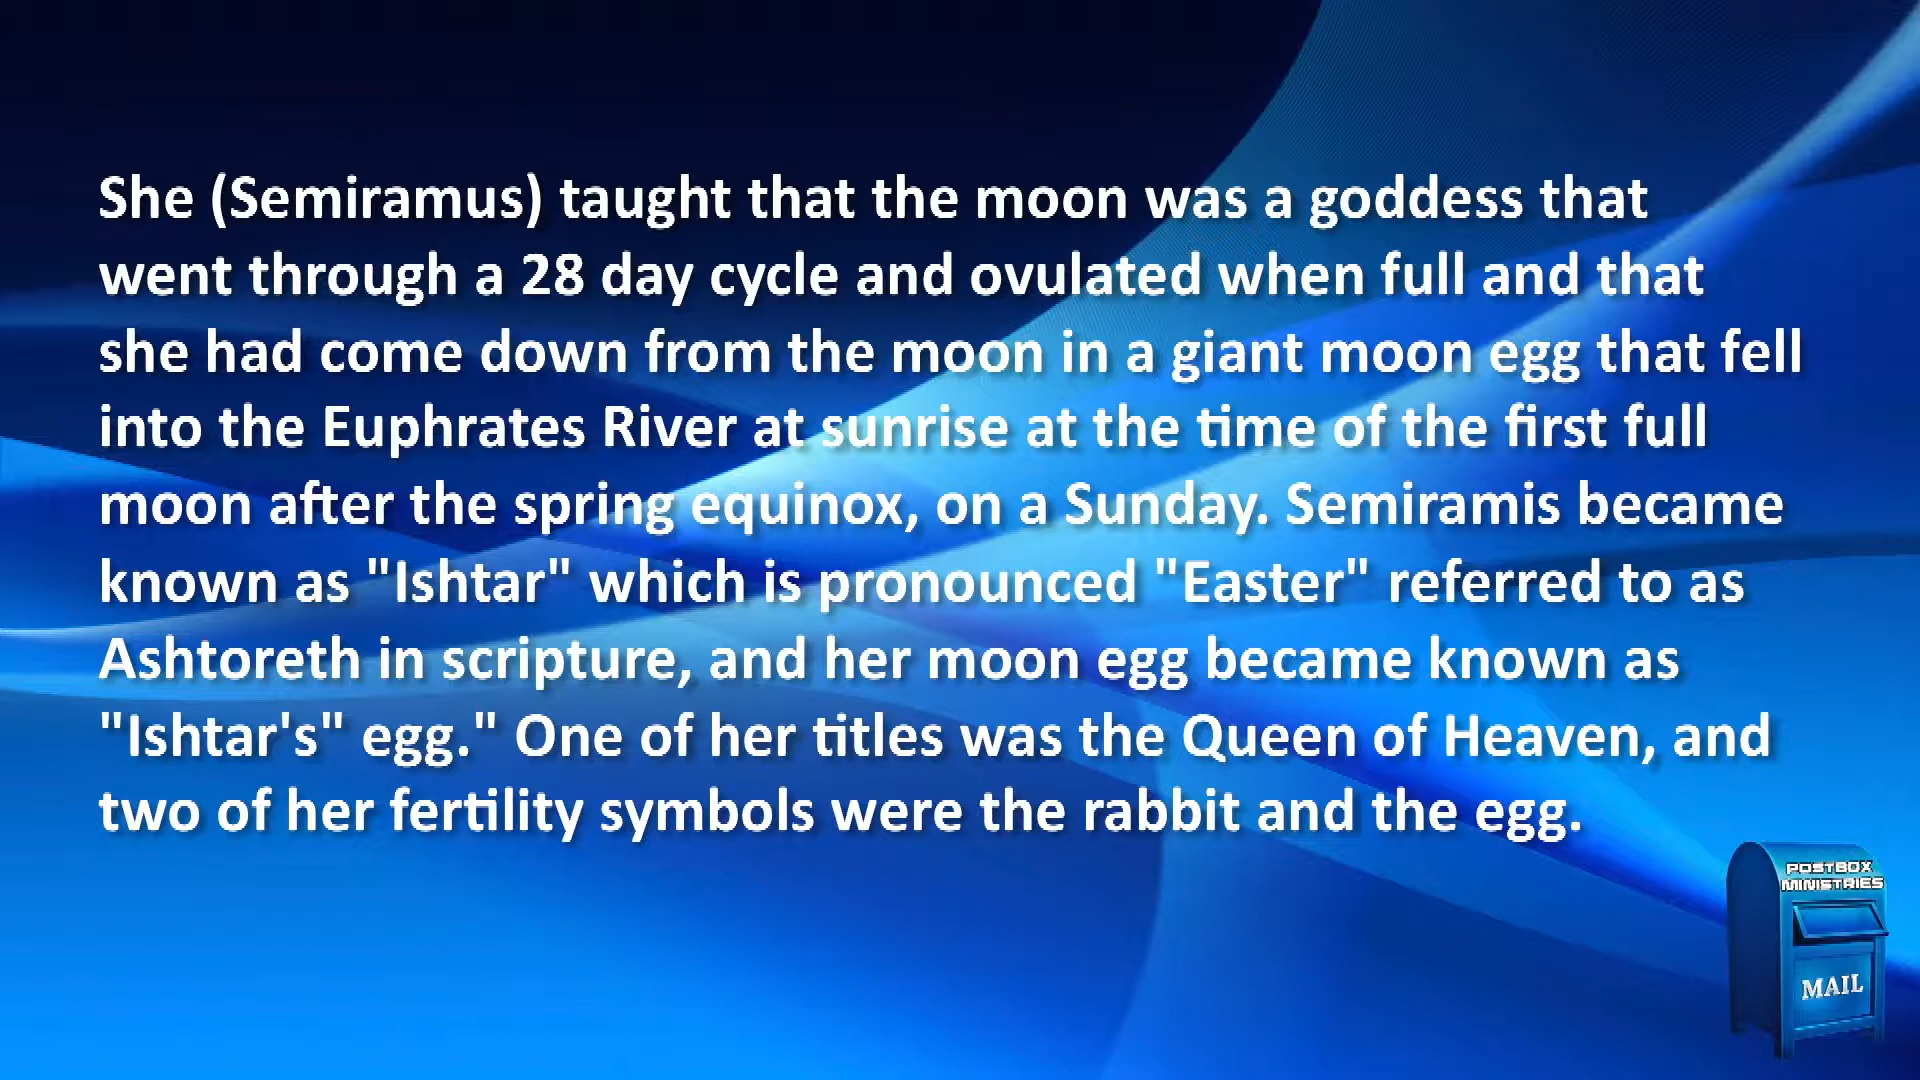 She (Semiramus) taught that the moon was a goddess that
went through a 28 day cycle and ovulated when full and that
she had come down from the moon in a giant moon egg that fell
into the Euphrates River at sunrise at the time of the first full
moon after the spring equinox, on a Sunday. Semiramis became
known as "Ishtar" which is pronounced "Easter" referred to as
Ashtoreth in scripture, and her moon egg became known as
"Ishtar's" egg." One of her titles was the Queen of Heaven, and
two of her fertility symbols were the rabbit and the egg.
POSTBOX
MINISTRIES
MAIL